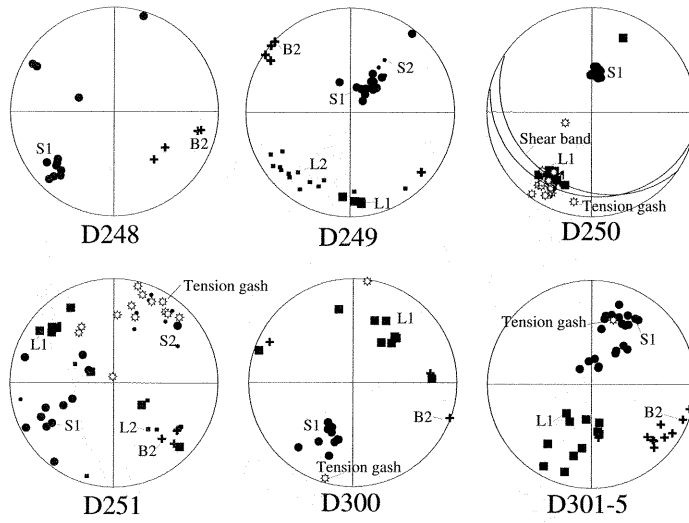 S1
B2
D248
B2
S2
S1
L2
L1
D249
S1
Shear band
L1
Tension gash
D250
Tension gash
L1
S2
S1
L2
B2
D251
L1
S1
B2
Tension gash
D300
Tension gash
S1
L1
B2
D301-5